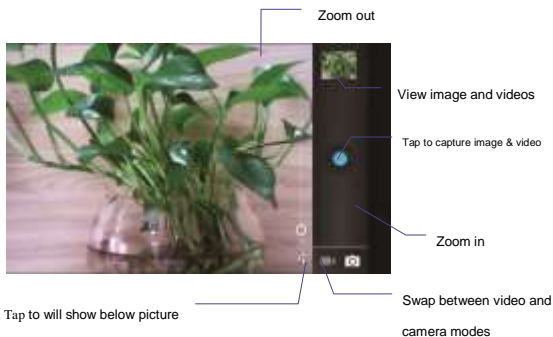 Zoom out
View image and videos
Tap to capture image & video
Zoom in
Tap to will show below picture
Swap between video and
camera modes